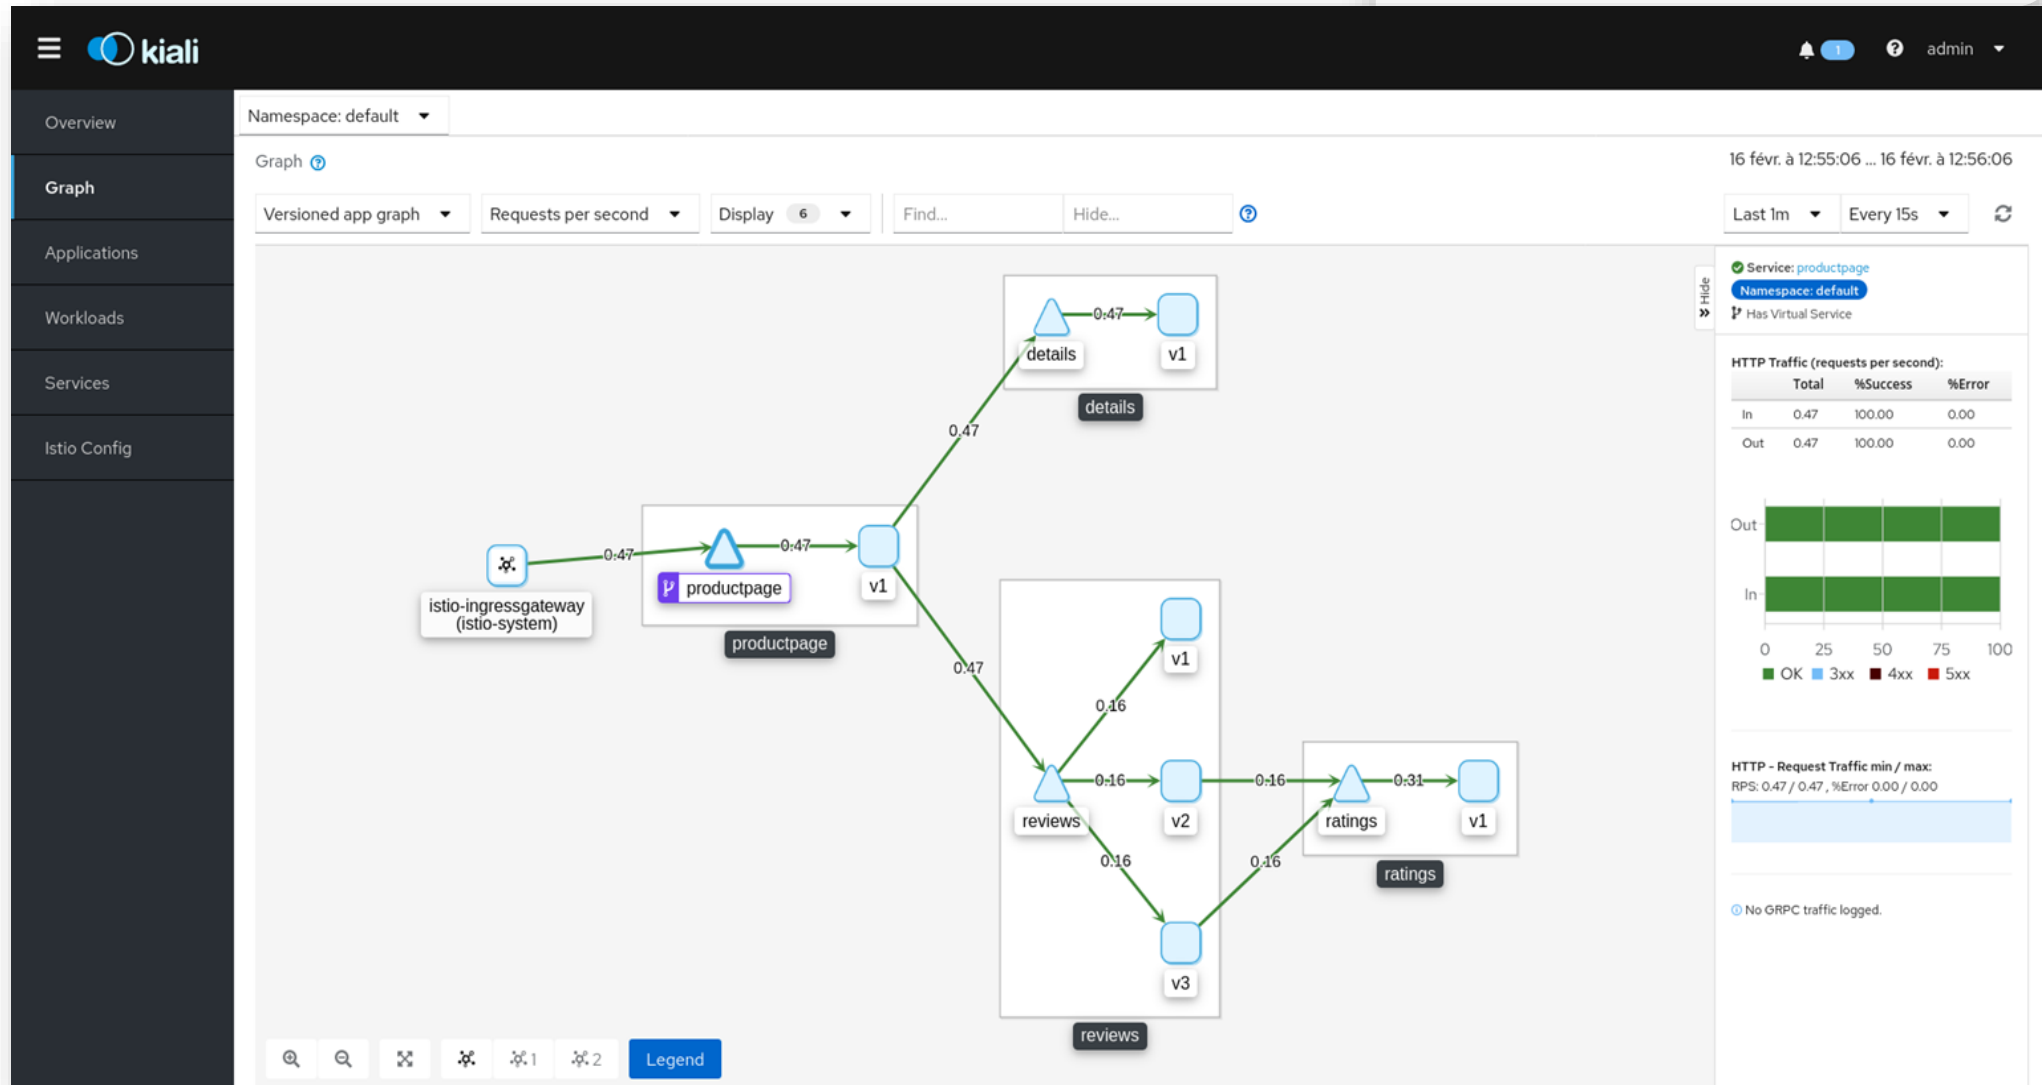 kiali
1
admin
Overview
Graph
Applications
Workloads
Services
Istio Config
Namespace: default
Graph
16 févr. à 12:55:06 ... 16 févr. à 12:56:06
Versioned app graph
Requests per second
Display 6
Find...
Hide...
Last 1m
Every 15s
0.47
details
v1
details
0.47
0.47
0.47
istio-ingressgateway
(istio-system)
productpage
v1
productpage
0.47
v1
0.16
0.16
reviews
v2
0.16
v3
reviews
0.16
0.16
0.31
ratings
v1
ratings
1
2
Legend
Hide
Service: productpage
Namespace: default
Has Virtual Service
HTTP Traffic (requests per second):
Total %Success %Error
In 0.47 100.00 0.00
Out 0.47 100.00 0.00
Out
In
0 25 50 75 100
OK 3xx 4xx 5xx
HTTP - Request Traffic min / max:
RPS: 0.47 / 0.47 , %Error 0.00 / 0.00
No GRPC traffic logged.